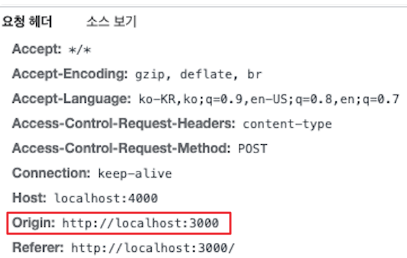 요청 헤더 소스 보기
Accept: */*
Accept-Encoding: gzip, deflate, br
Accept-Language: ko-KR,ko;q=0.9,en-US;q=0.8,en;q=0.7
Access-Control-Request-Headers: content-type
Access-Control-Request-Method: POST
Connection: keep-alive
Host: localhost:4000
Origin: http://localhost:3000
Referer: http://localhost:3000/